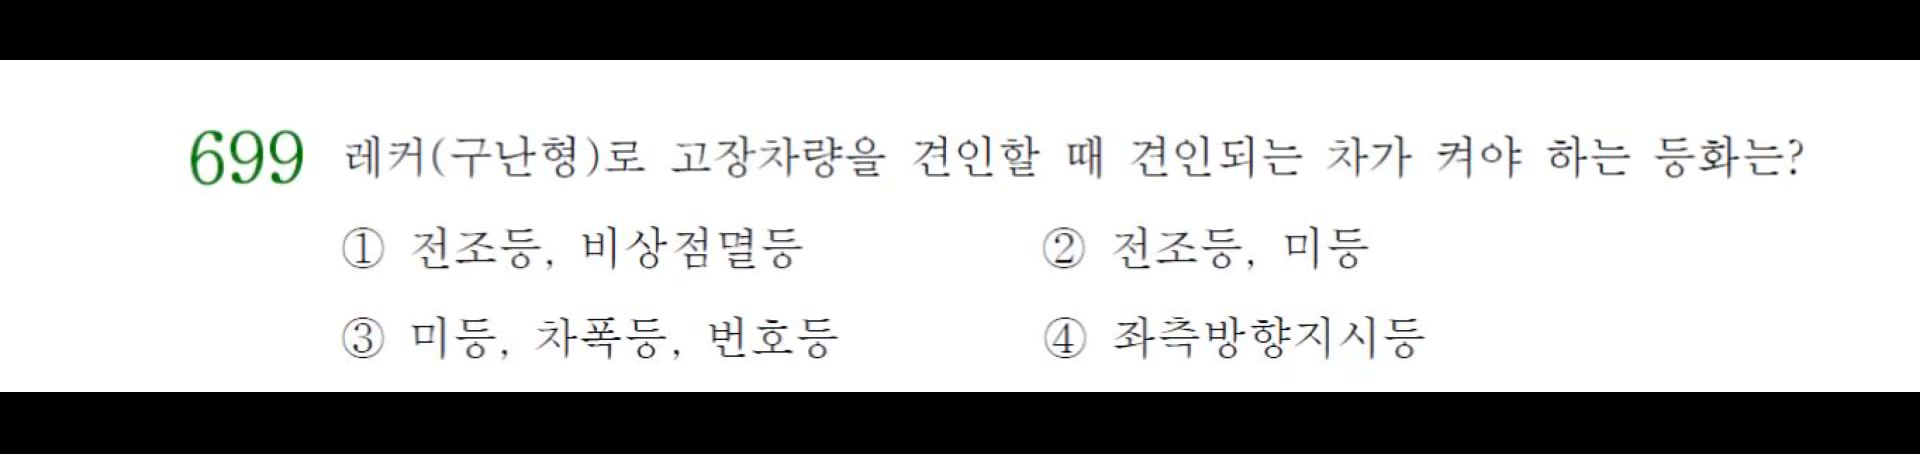 699 레커(구난형)로 고장차량을 견인할 때 견인되는 차가 켜야 하는 등화는?
① 전조등, 비상점멸등 ② 전조등, 미등
③ 미등, 차폭등, 번호등 ④ 좌측방향지시등